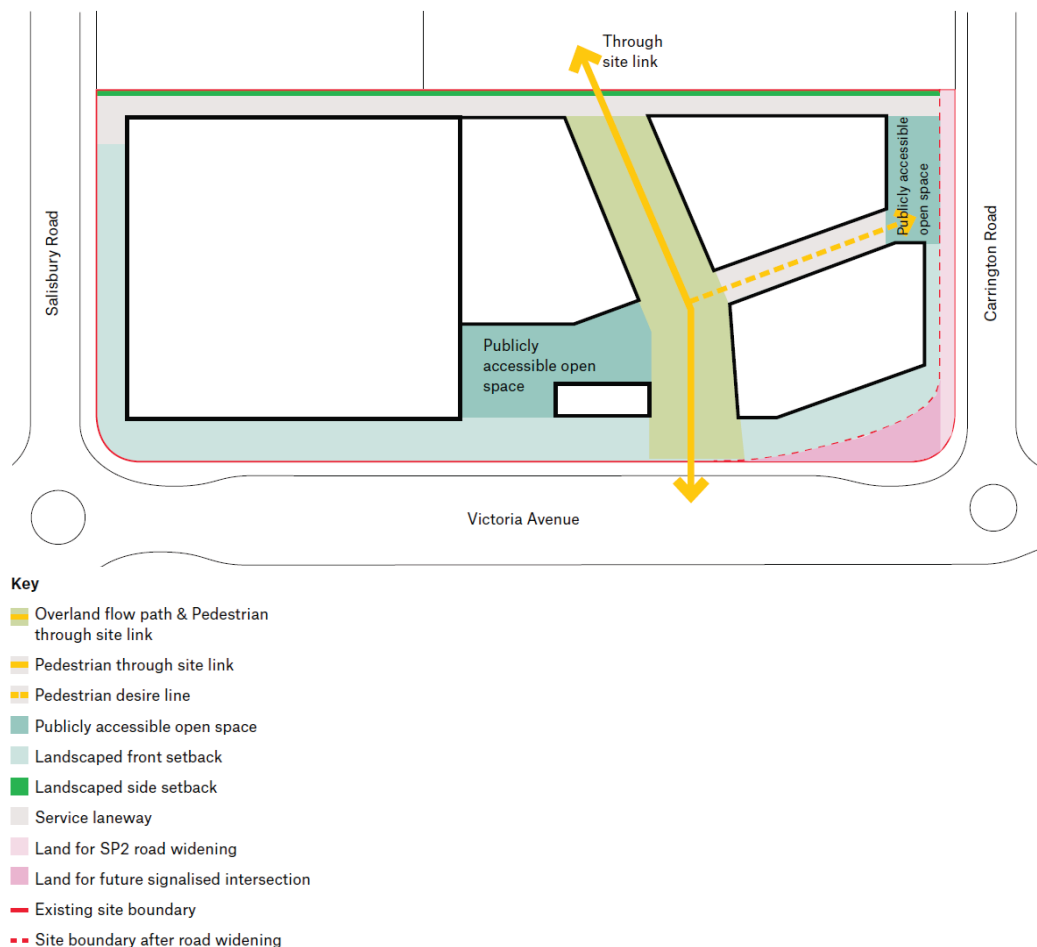 Through
site link
Publicly accessible
open space
Salisbury Road
Carrington Road
Publicly
accessible open
space
Victoria Avenue
Key
Overland flow path & Pedestrian
through site link
Pedestrian through site link
Pedestrian desire line
Publicly accessible open space
Landscaped front setback
Landscaped side setback
Service laneway
Land for SP2 road widening
Land for future signalised intersection
Existing site boundary
Site boundary after road widening